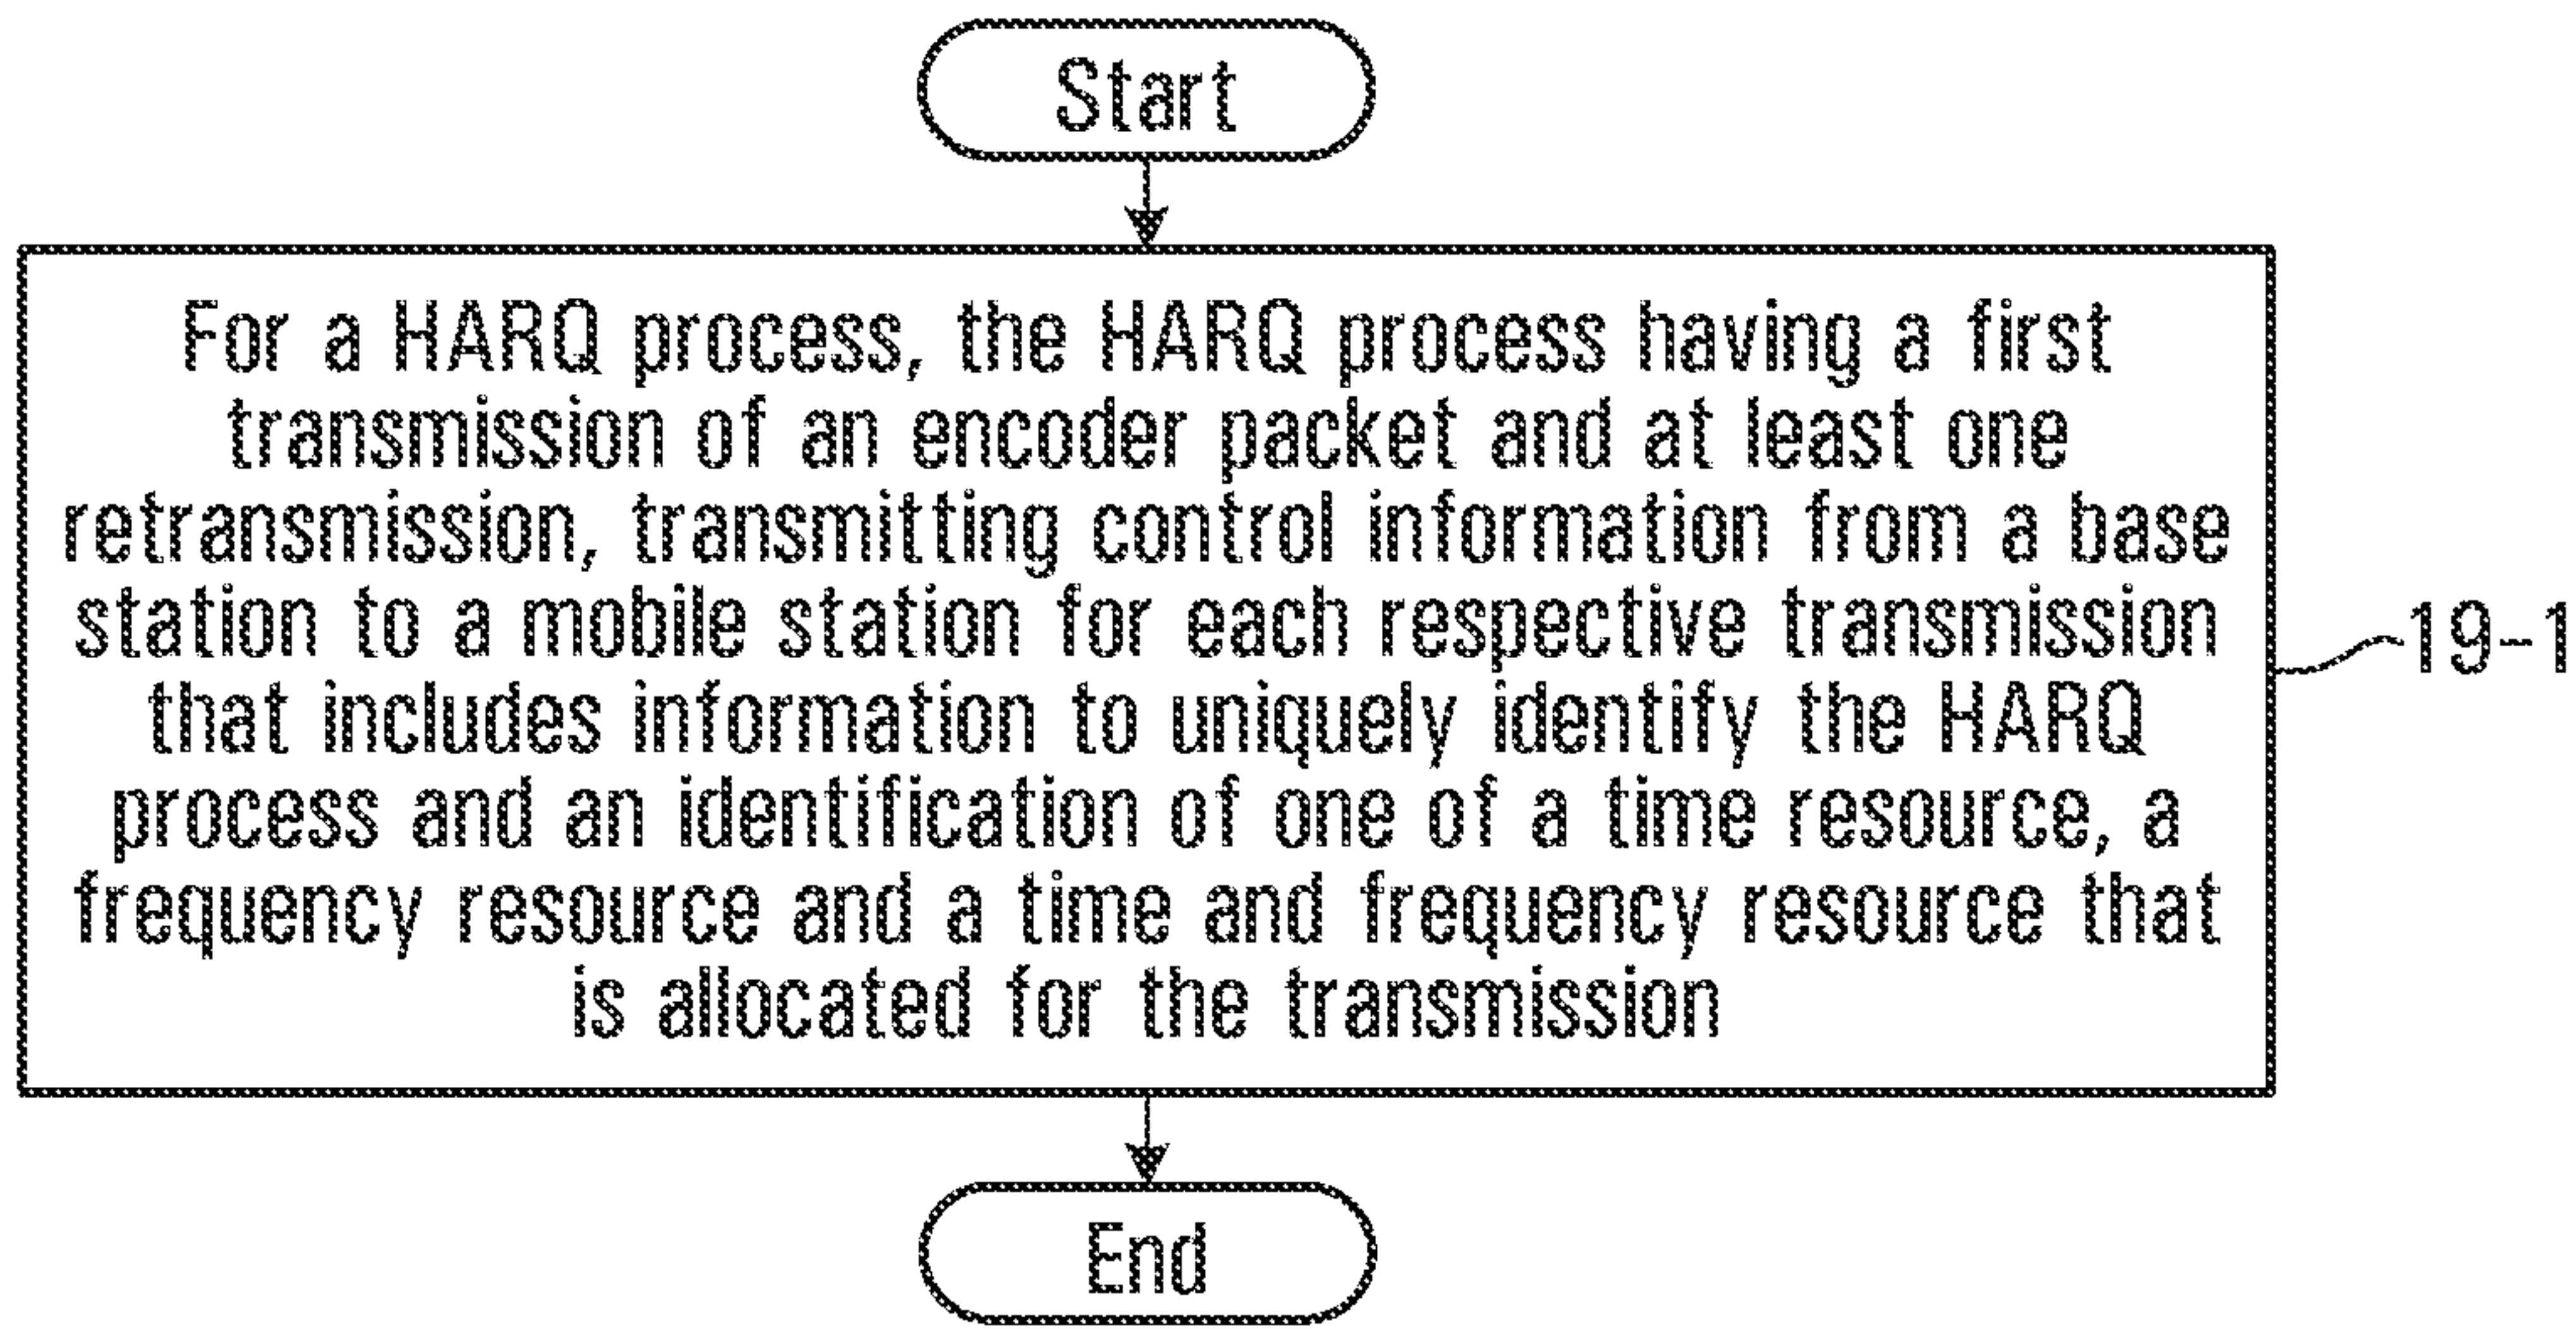 Start
For a HARQ process, the HARQ process having a first
transmission of an encoder packet and at least one
retransmission, transmitting control information from a base
station to a mobile station for each respective transmission
that includes information to uniquely identify the HARQ
process and an identification of one of a time resource, a
frequency resource and a time and frequency resource that
is allocated for the transmission
19-1
End